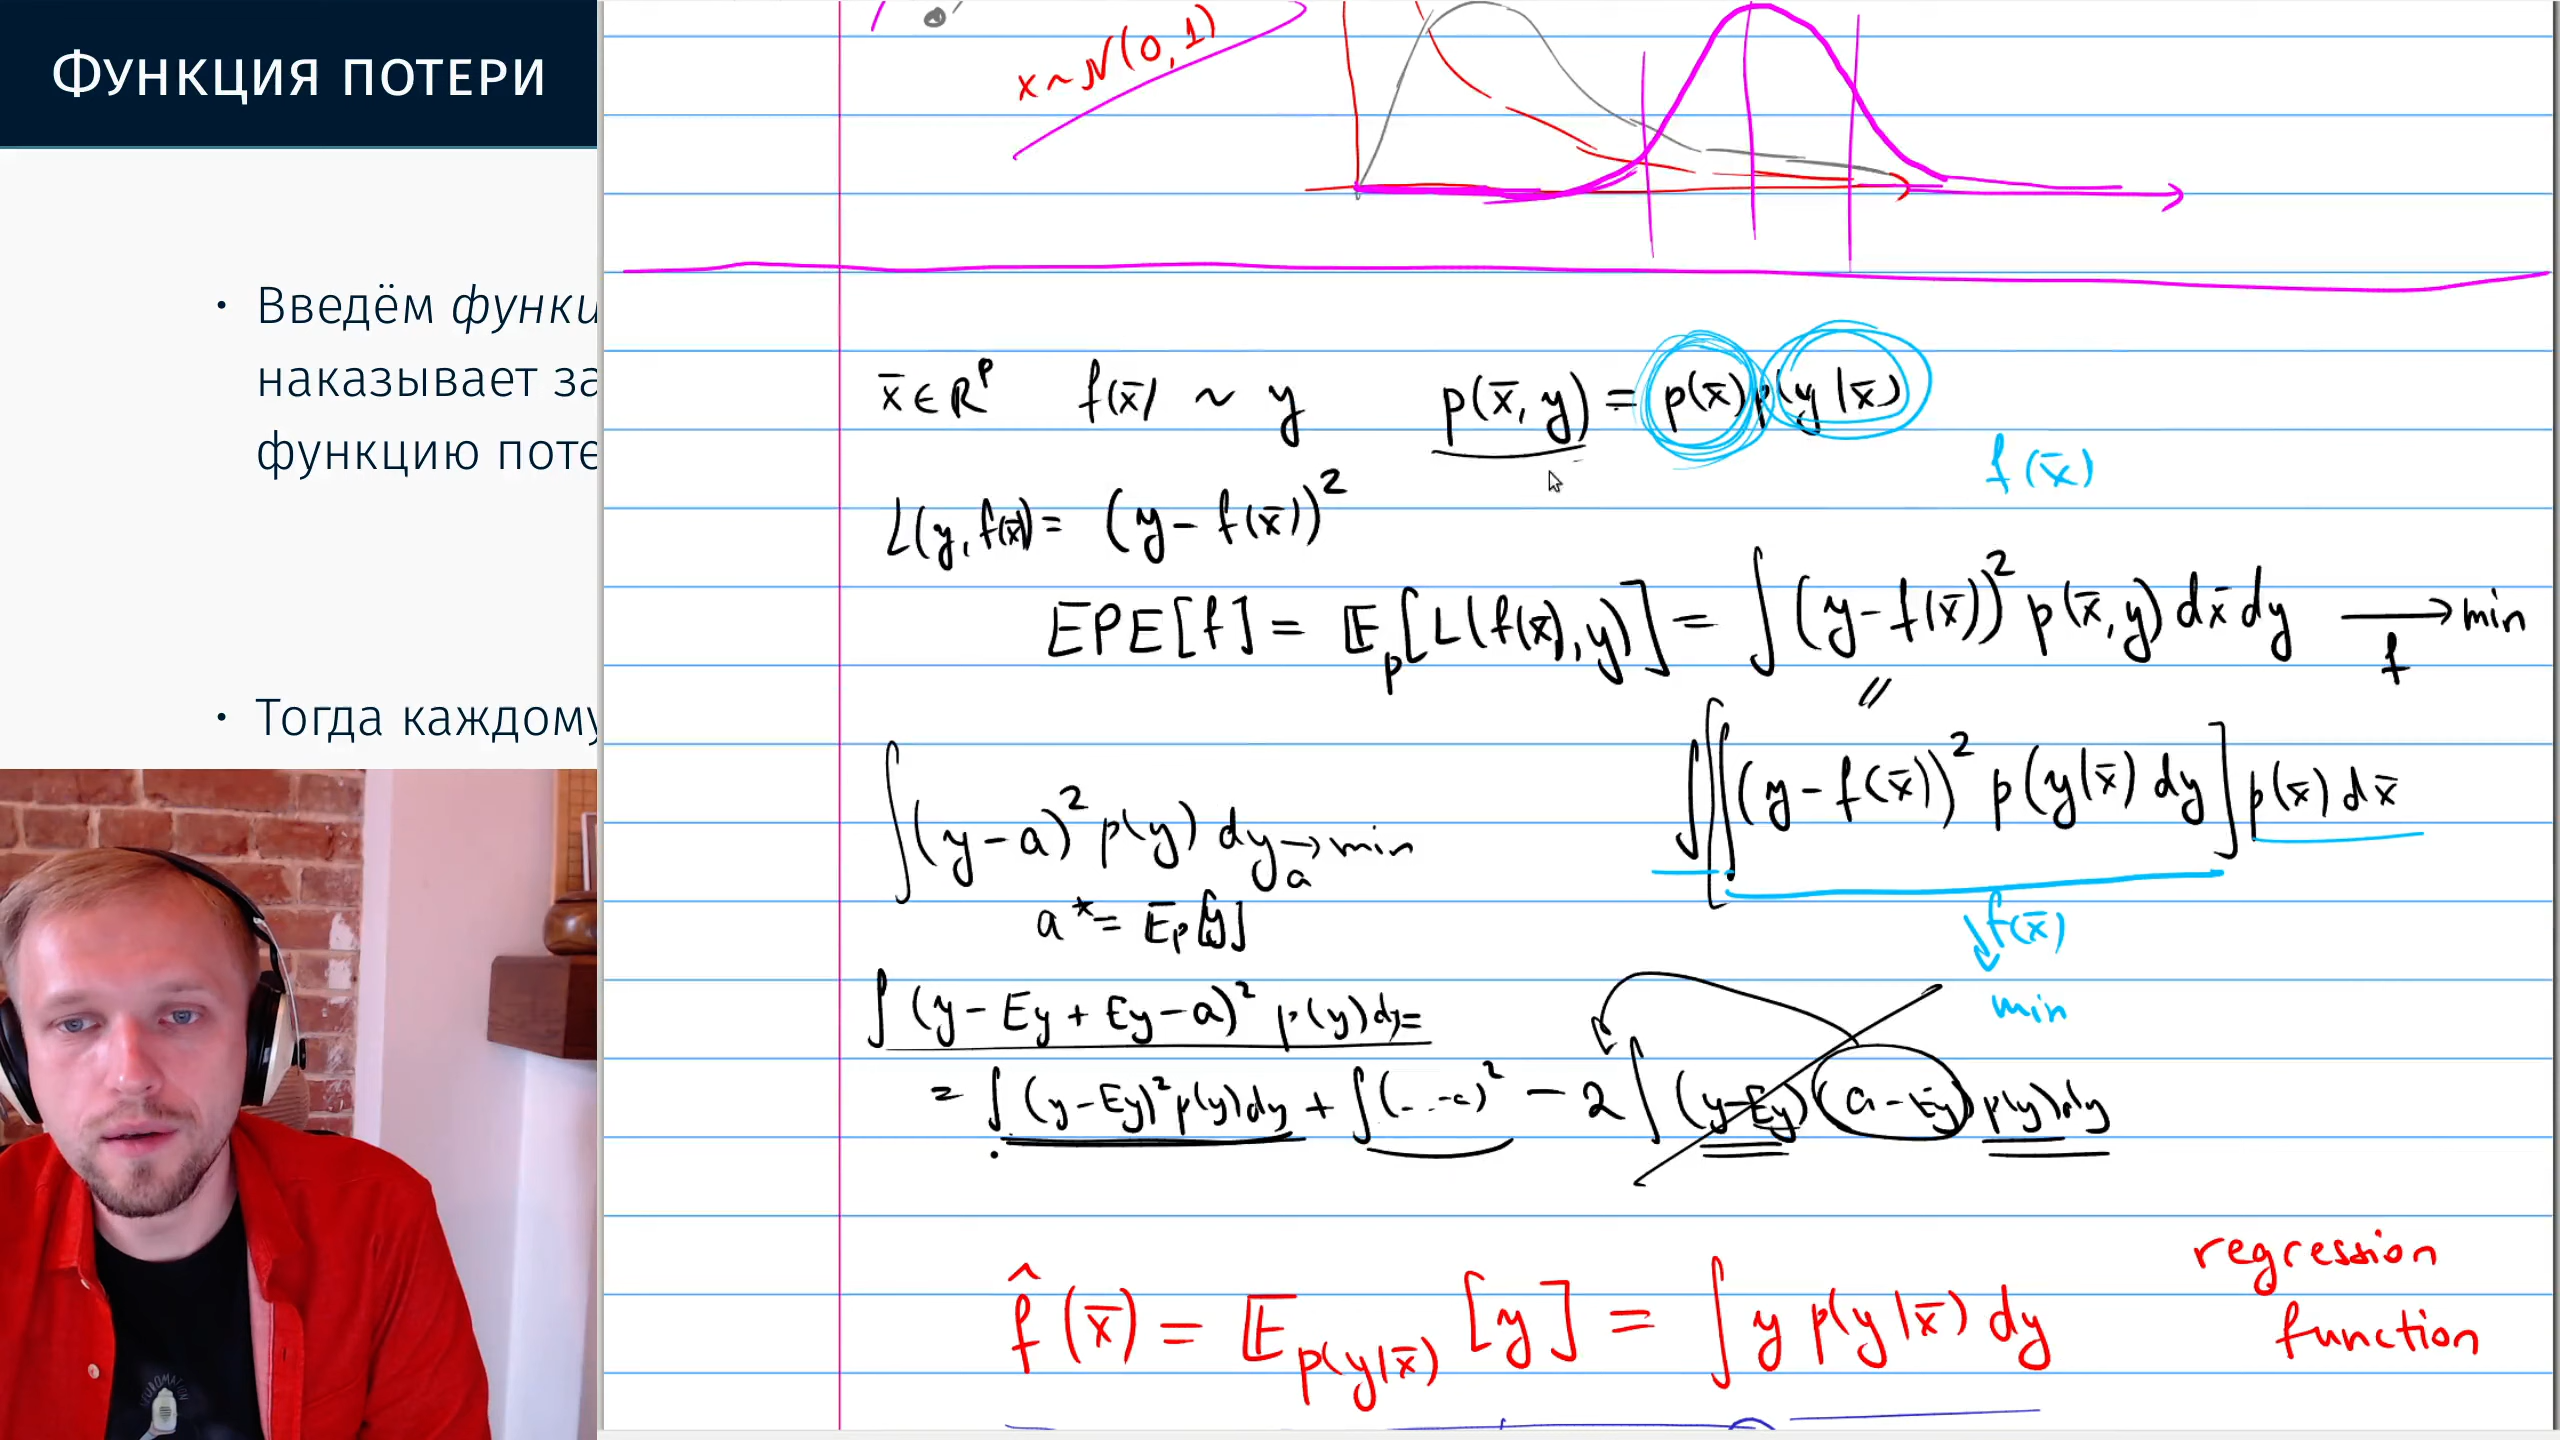 Функция потери
• Введём функци
наказывает за
функцию поте
• Тогда каждому
x ~ N(0,1)
x̄ ∈ R^p   f(x̄) ~ y   p(x̄, y) = p(x̄) p(y|x̄)
f(x̄)
L(y, f(x̄)) = (y - f(x̄))²
EPE[f] = E_p[L(f(x̄), y)] = ∫(y - f(x̄))² p(x̄, y) dx̄ dy ⟶ min
f
//
∫[∫(y - f(x̄))² p(y|x̄) dy] p(x̄) dx̄
f(x̄)
min
∫(y - a)² p(y) dy → min
a
a* = E_p[y]
∫(y - Ey + Ey - a)² p(y)dy =
= ∫(y - Ey)² p(y)dy + ∫(...-a)² - 2∫(y - Ey)(a - Ey) p(y)dy
f̂(x̄) = E_p(y|x̄) [y] = ∫ y p(y|x̄) dy
regression
function